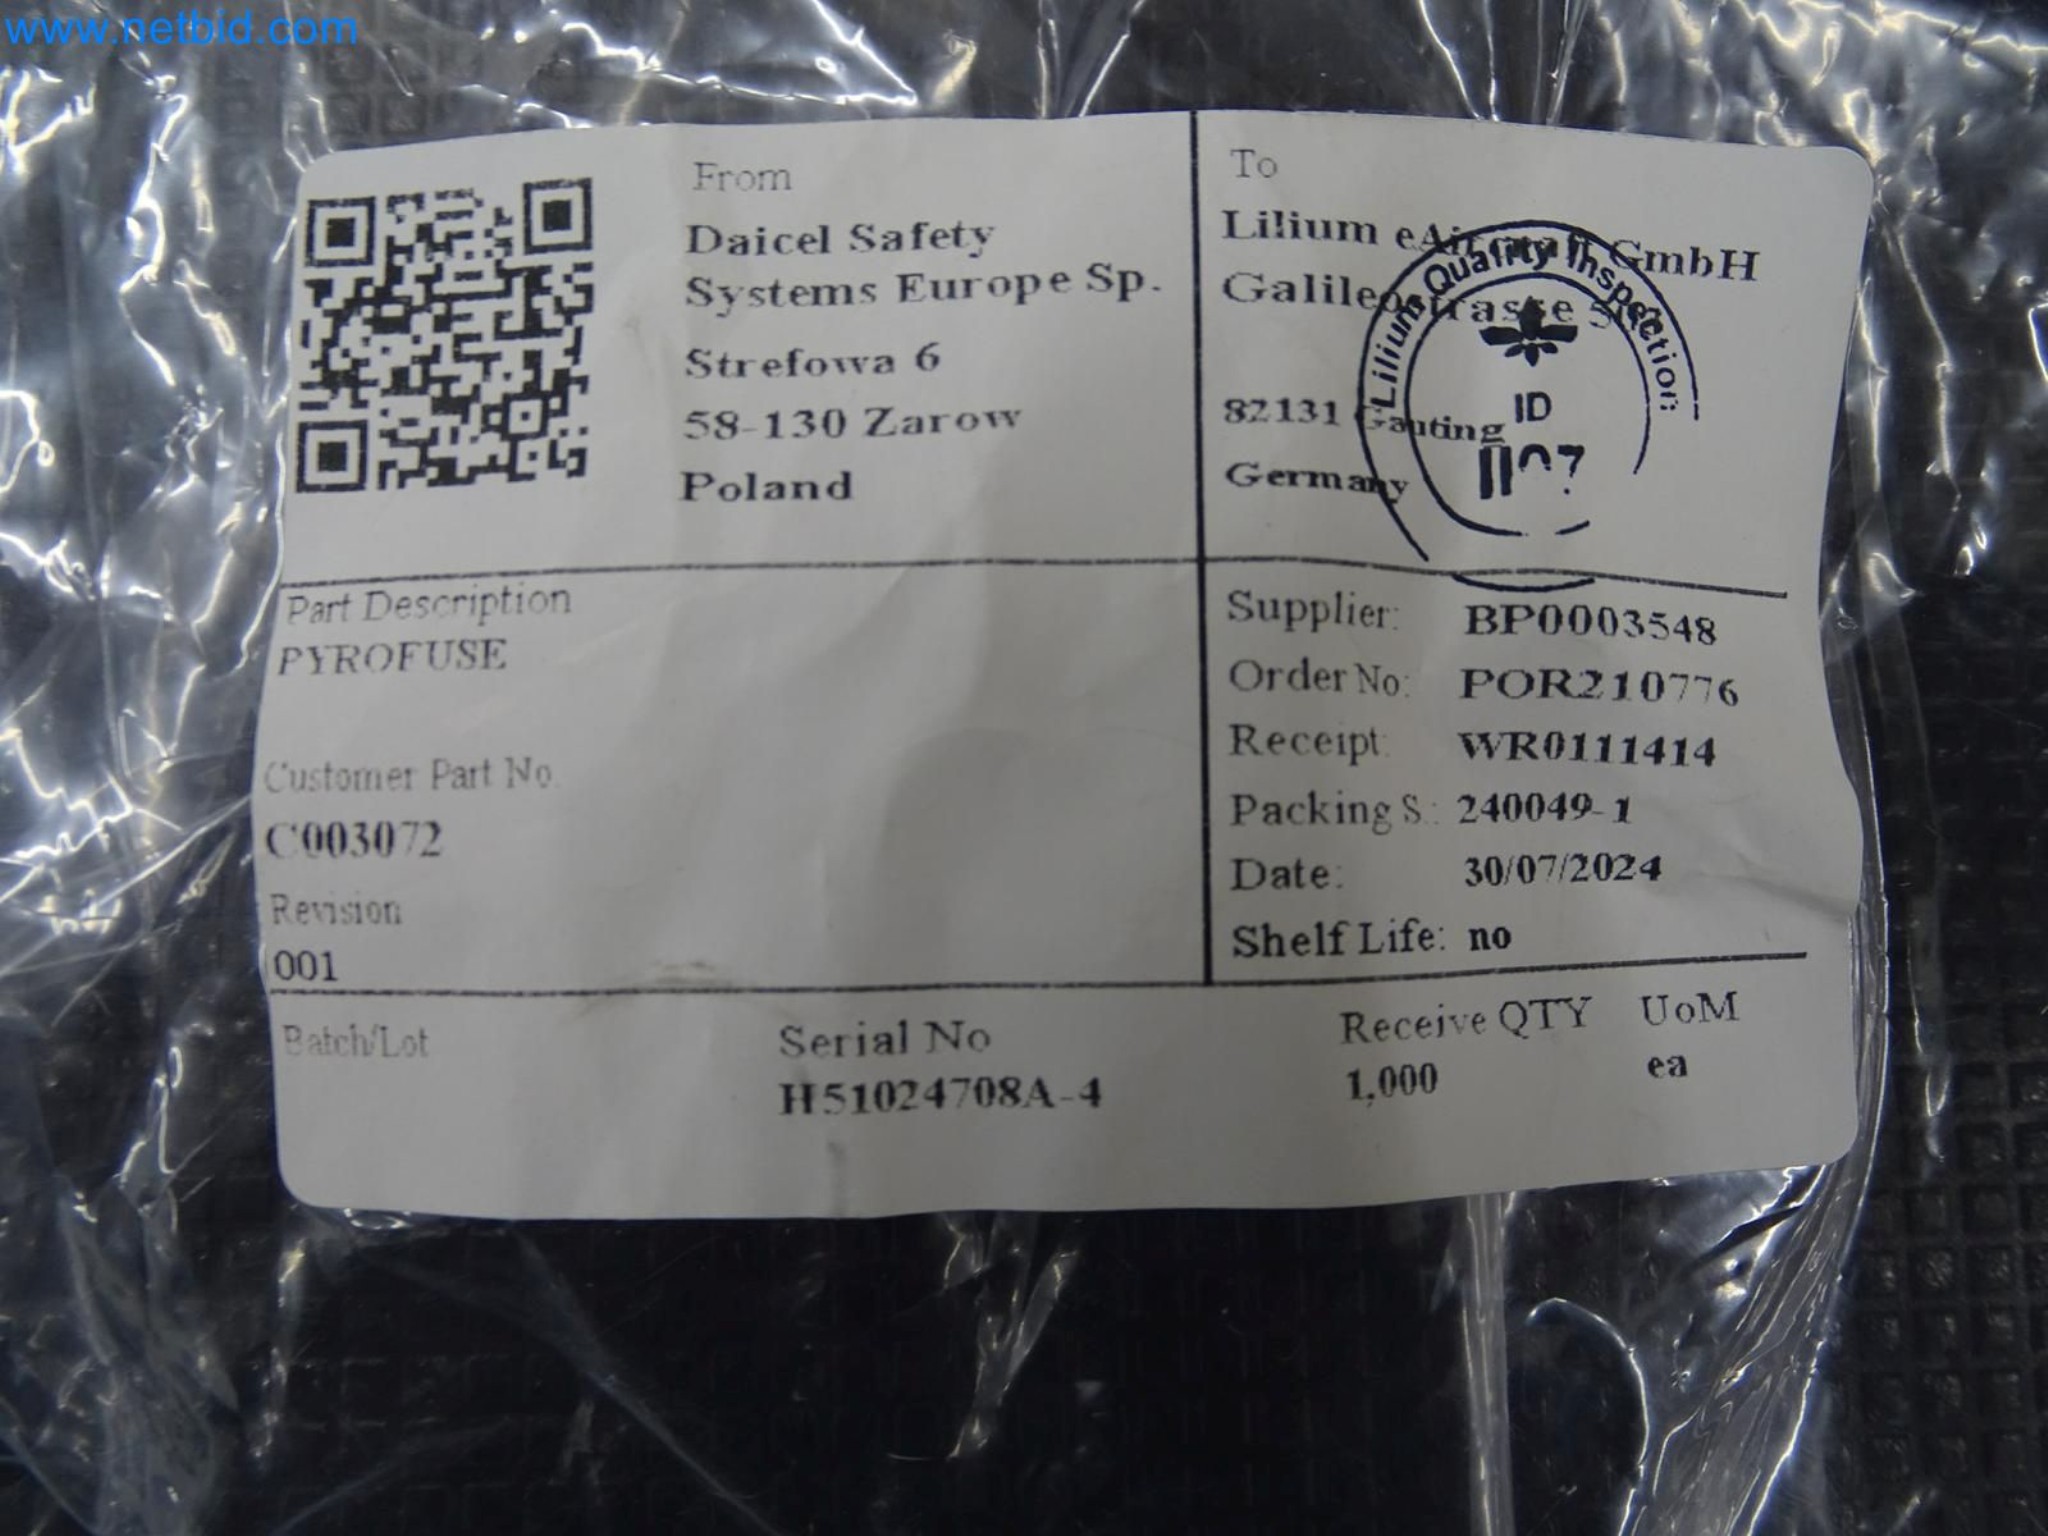 www.netbid.com
From
Daicel Safety
Systems Europe Sp.
Strefowa 6
58-130 Zarow
Poland
To
Lilium eAircraft GmbH
Galileostrasse
82131 Gauting
Germany
Lilium Quality Inspection
ID
Part Description
PYROFUSE
Customer Part No.
C003072
Revision
001
Supplier: BP0003548
Order No: POR210776
Receipt: WR0111414
Packing S.: 240049-1
Date: 30/07/2024
Shelf Life: no
Batch/Lot
Serial No
H51024708A-4
Receive QTY UoM
1,000 ea